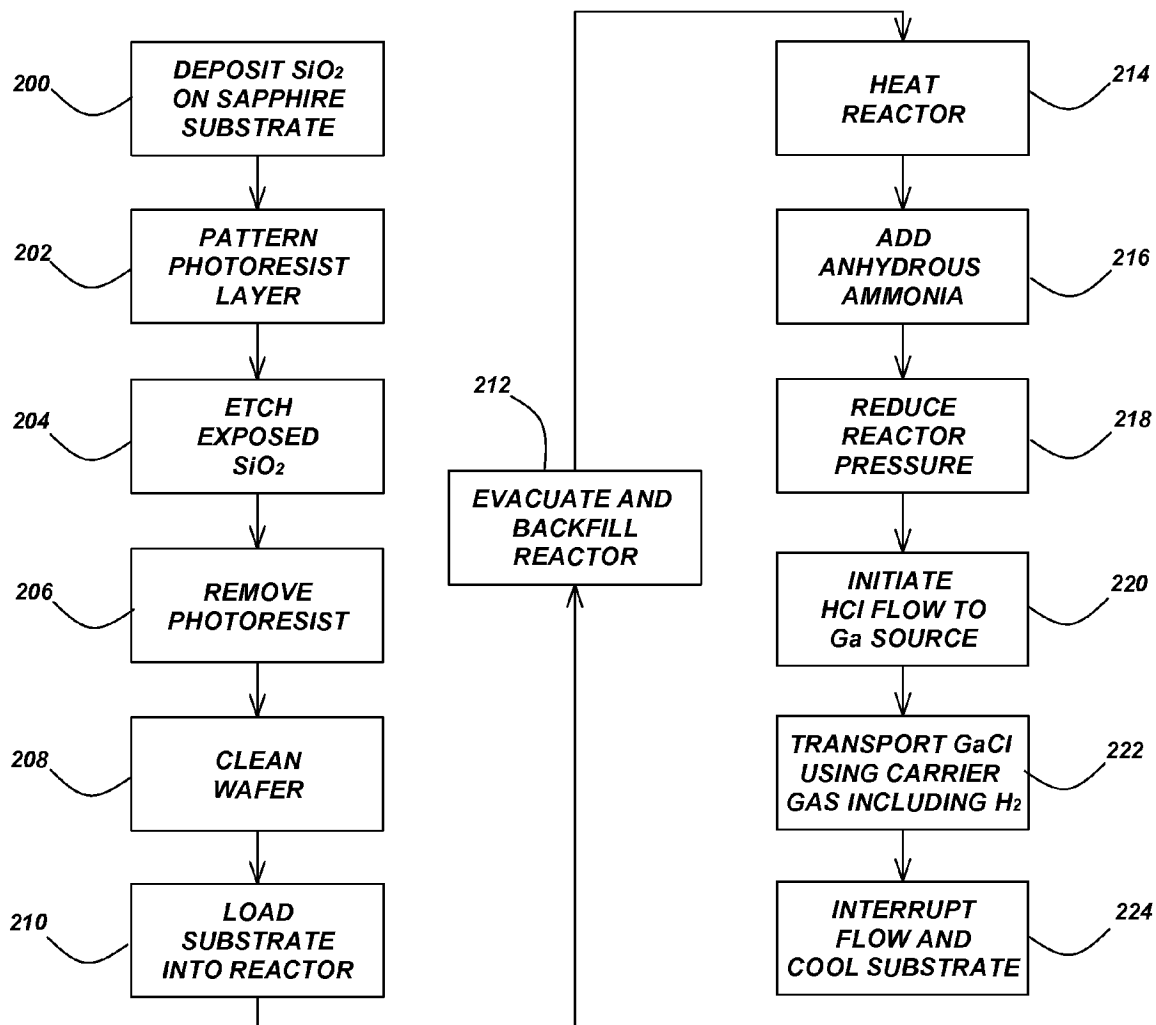 200
DEPOSIT SiO₂
ON SAPPHIRE
SUBSTRATE
202
PATTERN
PHOTORESIST
LAYER
204
ETCH
EXPOSED
SiO₂
206
REMOVE
PHOTORESIST
208
CLEAN
WAFER
210
LOAD
SUBSTRATE
INTO REACTOR
212
EVACUATE AND
BACKFILL
REACTOR
214
HEAT
REACTOR
216
ADD
ANHYDROUS
AMMONIA
218
REDUCE
REACTOR
PRESSURE
220
INITIATE
HCl FLOW TO
Ga SOURCE
222
TRANSPORT GaCl
USING CARRIER
GAS INCLUDING H₂
224
INTERRUPT
FLOW AND
COOL SUBSTRATE